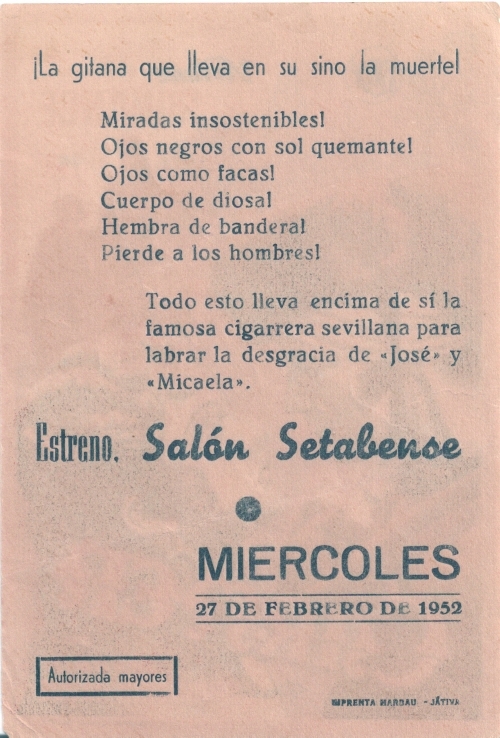 ¡La gitana que lleva en su sino la muerte!
Miradas insostenibles!
Ojos negros con sol quemante!
Ojos como facas!
Cuerpo de diosa!
Hembra de bandera!
Pierde a los hombres!
Todo esto lleva encima de sí la
famosa cigarrera sevillana para
labrar la desgracia de «José» y
«Micaela».
Estreno. Salón Setabense
MIERCOLES
27 DE FEBRERO DE 1952
Autorizada mayores
IMPRENTA MARBAU - JÁTIVA